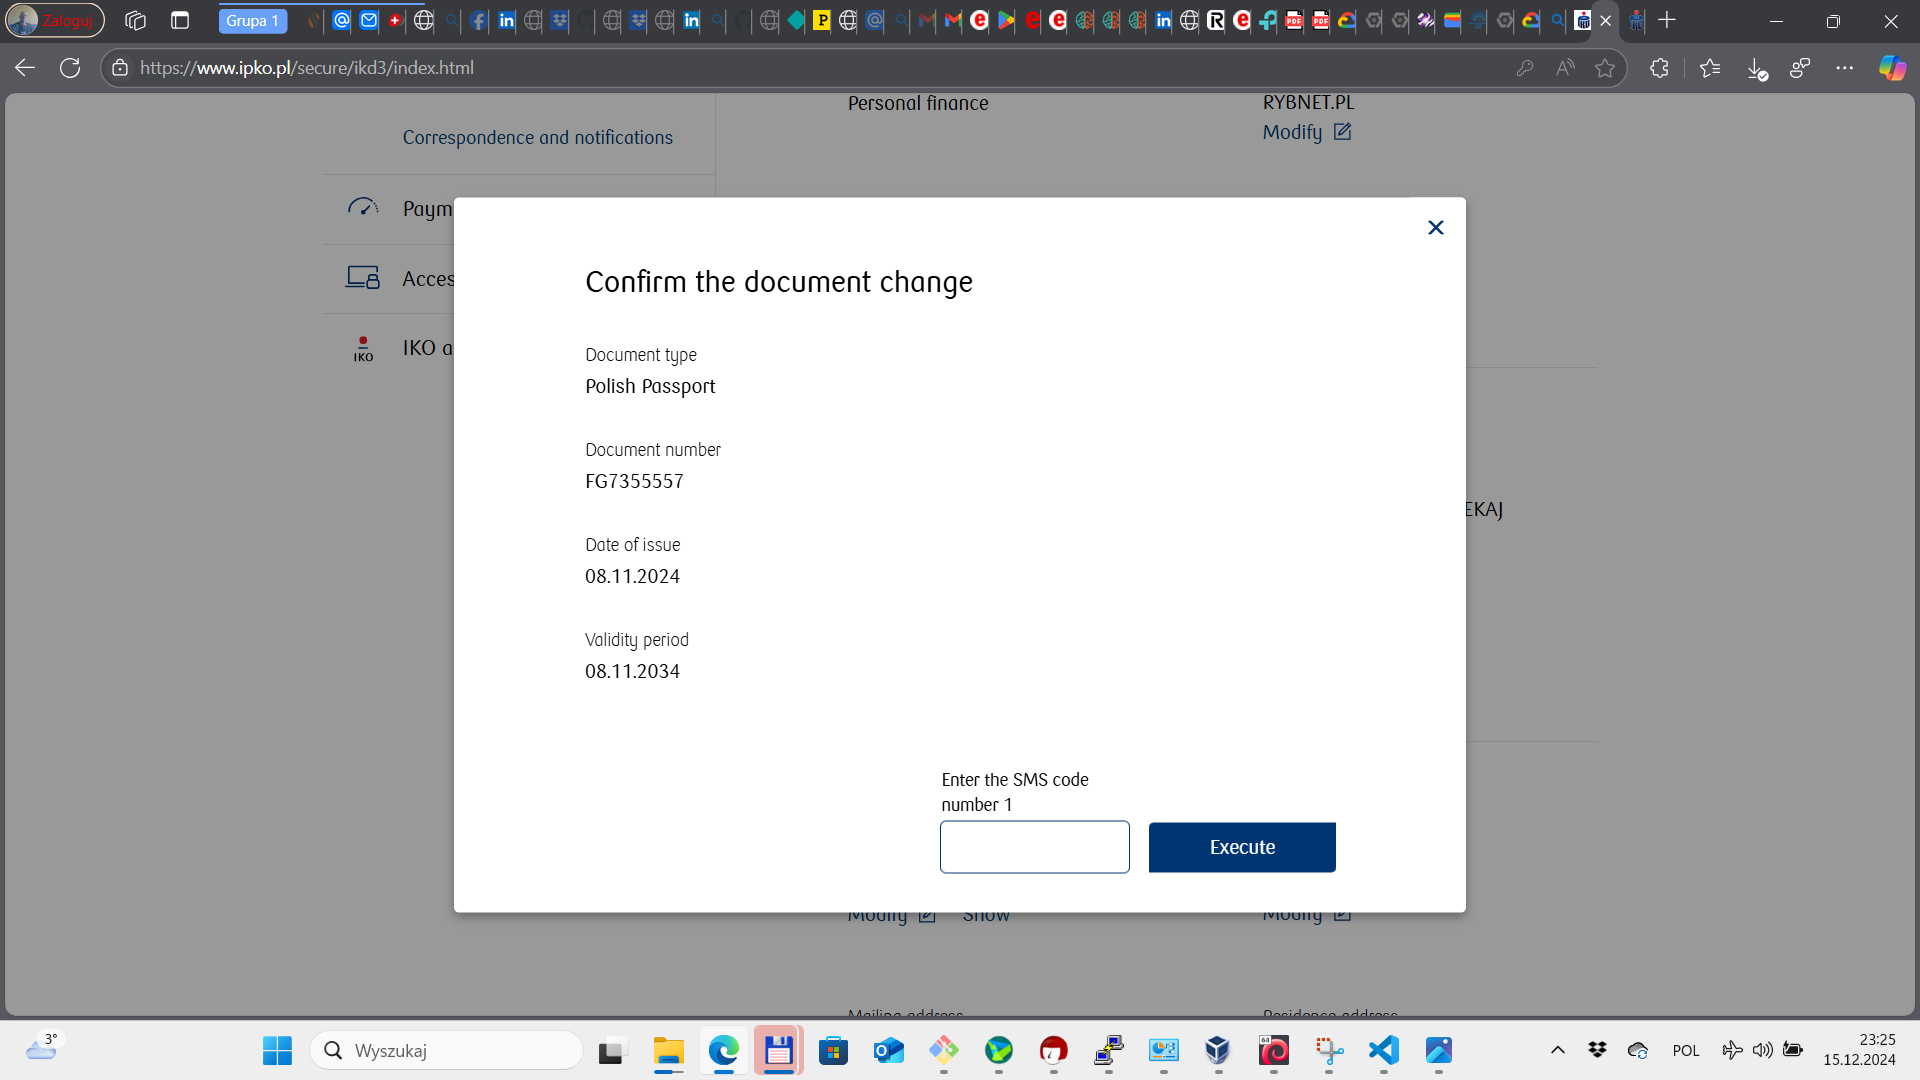 Zaloguj
Grupa 1
https://www.ipko.pl/secure/ikd3/index.html
Personal finance
RYBNET.PL
Modify
Correspondence and notifications
Paym
Acces
IKO
IKO a
Confirm the document change
Document type
Polish Passport
Document number
FG7355557
EKAJ
Date of issue
08.11.2024
Validity period
08.11.2034
Enter the SMS code
number 1
Execute
Modify
Show
Modify
Mailing address
Residence address
3°
Wyszukaj
POL
23:25
15.12.2024